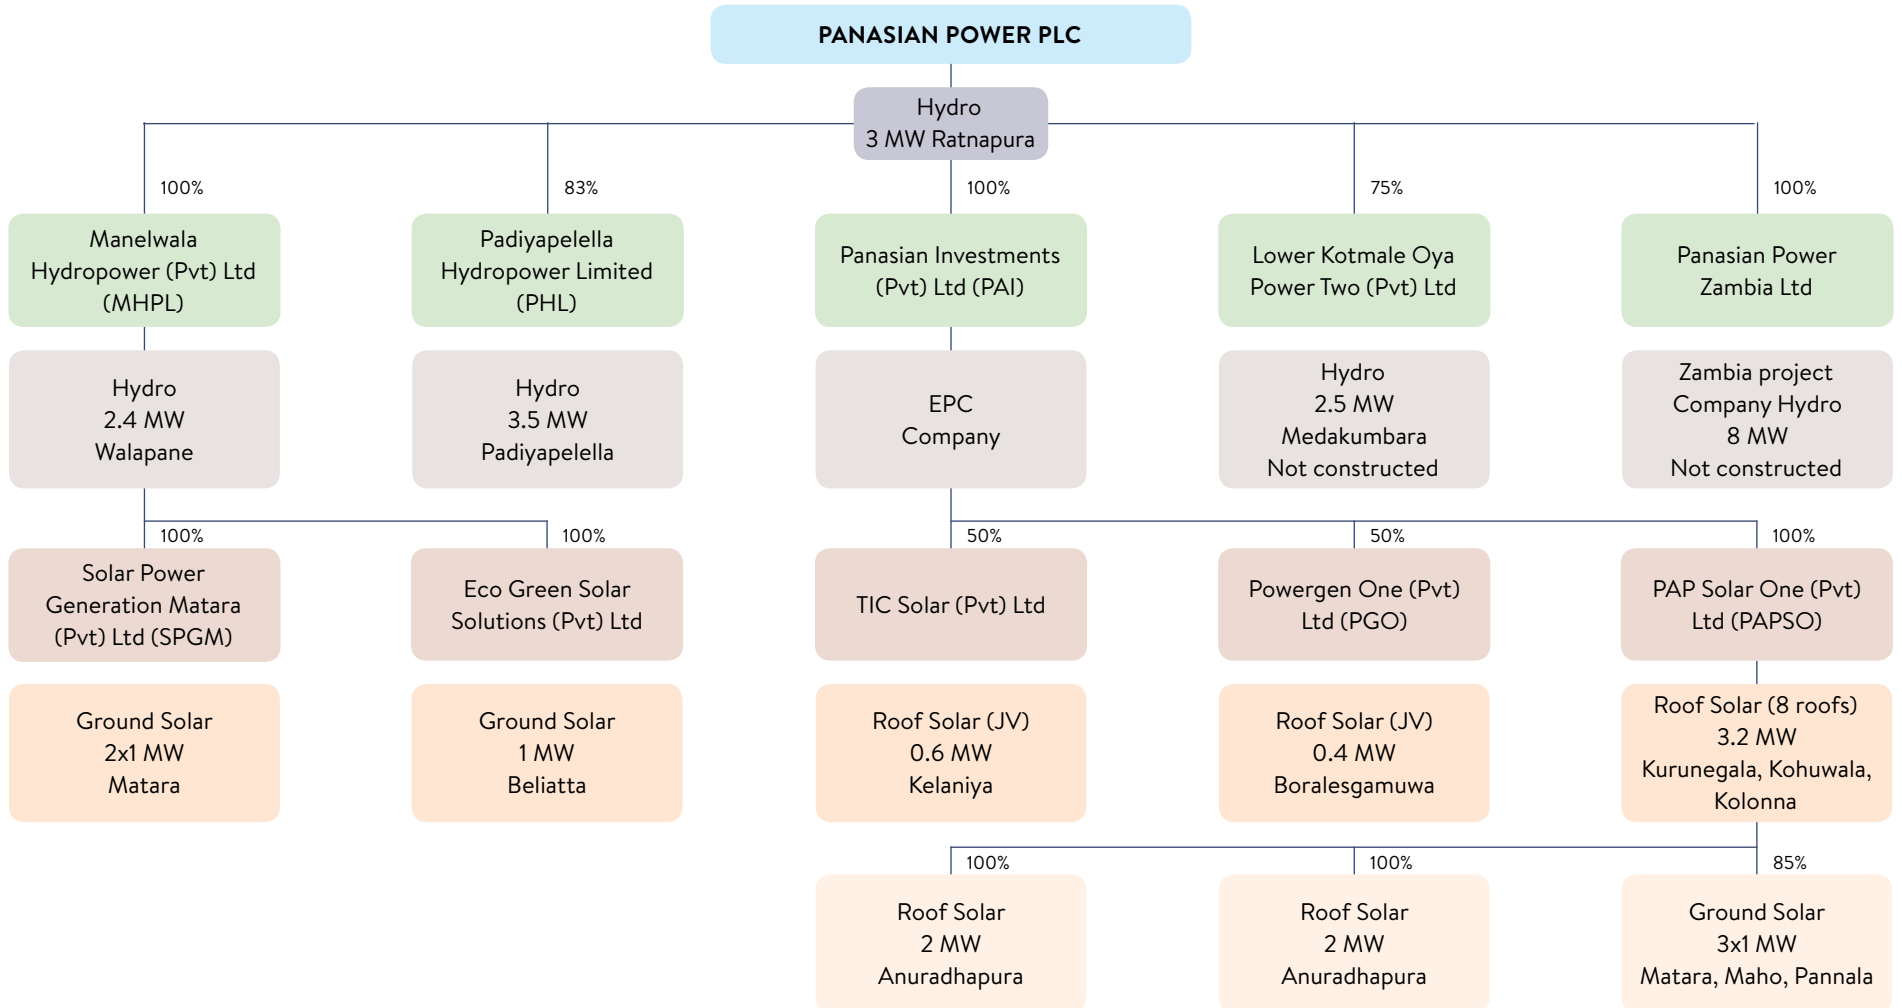 PANASIAN POWER PLC
Hydro
3 MW Ratnapura
100%
83%
100%
75%
100%
Manelwala
Hydropower (Pvt) Ltd
(MHPL)
Padiyapelella
Hydropower Limited
(PHL)
Panasian Investments
(Pvt) Ltd (PAI)
Lower Kotmale Oya
Power Two (Pvt) Ltd
Panasian Power
Zambia Ltd
Hydro
2.4 MW
Walapane
Hydro
3.5 MW
Padiyapelella
EPC
Company
Hydro
2.5 MW
Medakumbara
Not constructed
Zambia project
Company Hydro
8 MW
Not constructed
100%
100%
50%
50%
100%
Solar Power
Generation Matara
(Pvt) Ltd (SPGM)
Eco Green Solar
Solutions (Pvt) Ltd
TIC Solar (Pvt) Ltd
Powergen One (Pvt)
Ltd (PGO)
PAP Solar One (Pvt)
Ltd (PAPSO)
Ground Solar
2x1 MW
Matara
Ground Solar
1 MW
Beliatta
Roof Solar (JV)
0.6 MW
Kelaniya
Roof Solar (JV)
0.4 MW
Boralesgamuwa
Roof Solar (8 roofs)
3.2 MW
Kurunegala, Kohuwala,
Kolonna
100%
100%
85%
Roof Solar
2 MW
Anuradhapura
Roof Solar
2 MW
Anuradhapura
Ground Solar
3x1 MW
Matara, Maho, Pannala